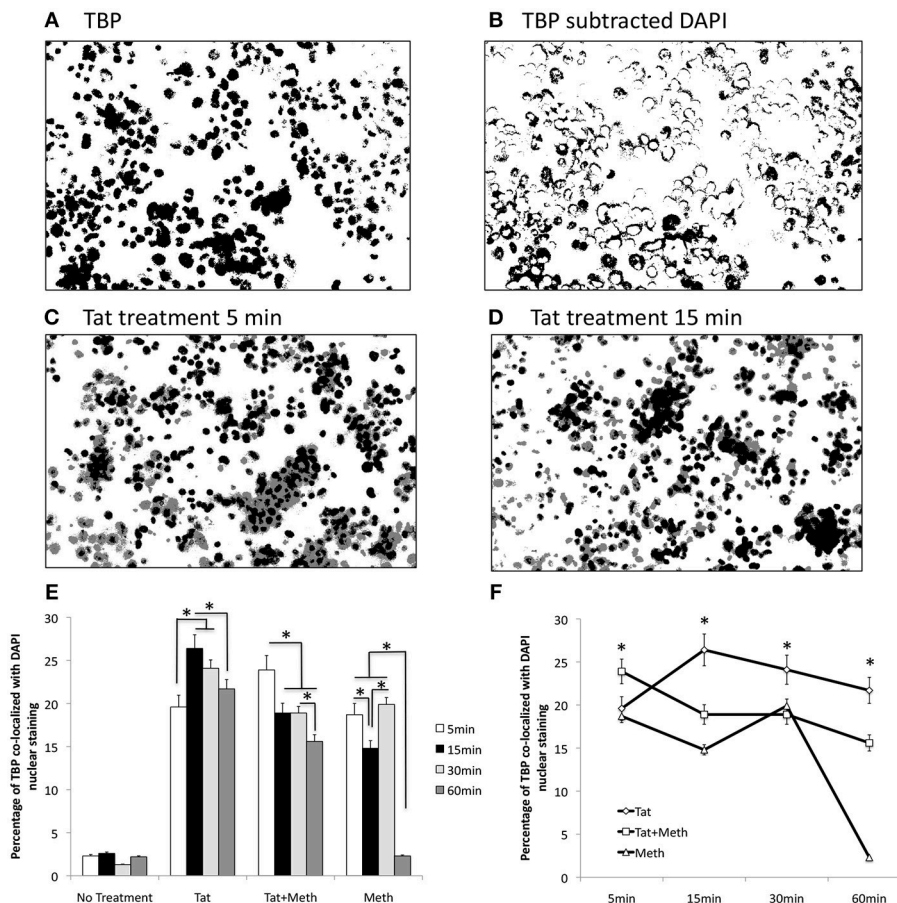 A TBP
B TBP subtracted DAPI
C Tat treatment 5 min
D Tat treatment 15 min
E
Percentage of TBP co-localized with DAPI
nuclear staining
30
25
20
15
10
5
0
* * * * * * *
No Treatment Tat Tat+Meth Meth
5min
15min
30min
60min
F
Percentage of TBP co-localized with DAPI
nuclear staining
30
25
20
15
10
5
0
* * * *
Tat
Tat+Meth
Meth
5min 15min 30min 60min